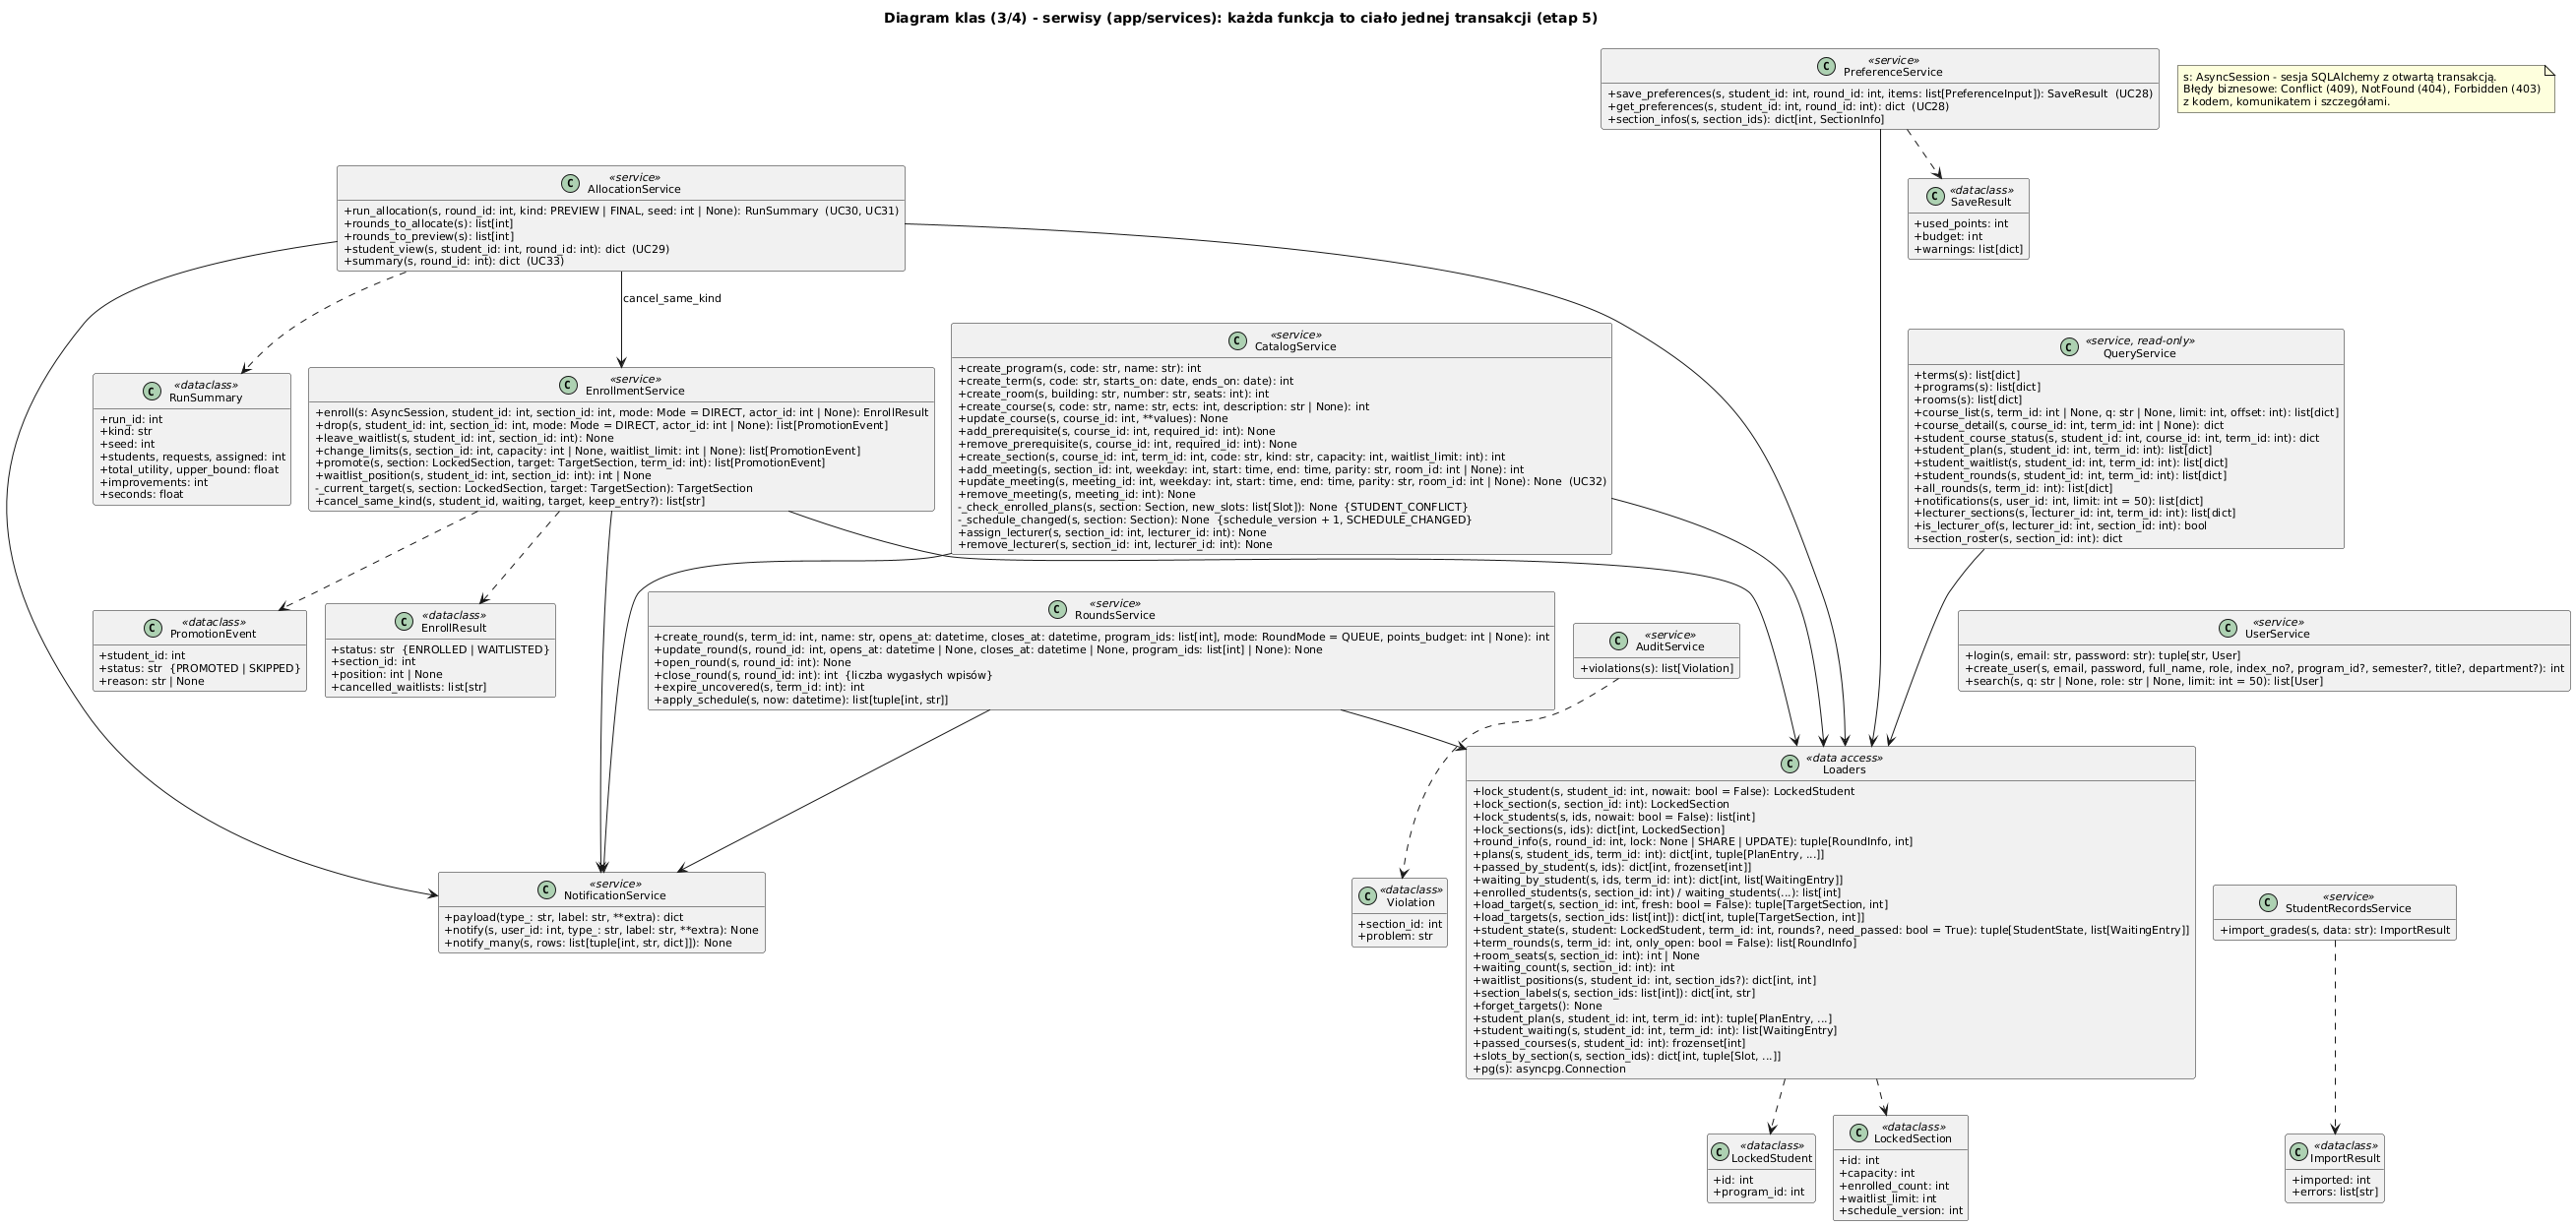 Diagram klas (3/4) - serwisy (app/services): każda funkcja to ciało jednej transakcji (etap 5)
C «service»
PreferenceService
+save_preferences(s, student_id: int, round_id: int, items: list[PreferenceInput]): SaveResult  (UC28)
+get_preferences(s, student_id: int, round_id: int): dict  (UC28)
+section_infos(s, section_ids): dict[int, SectionInfo]
s: AsyncSession - sesja SQLAlchemy z otwartą transakcją.
Błędy biznesowe: Conflict (409), NotFound (404), Forbidden (403)
z kodem, komunikatem i szczegółami.
C «service»
AllocationService
+run_allocation(s, round_id: int, kind: PREVIEW | FINAL, seed: int | None): RunSummary  (UC30, UC31)
+rounds_to_allocate(s): list[int]
+rounds_to_preview(s): list[int]
+student_view(s, student_id: int, round_id: int): dict  (UC29)
+summary(s, round_id: int): dict  (UC33)
C «dataclass»
SaveResult
+used_points: int
+budget: int
+warnings: list[dict]
cancel_same_kind
C «dataclass»
RunSummary
+run_id: int
+kind: str
+seed: int
+students, requests, assigned: int
+total_utility, upper_bound: float
+improvements: int
+seconds: float
C «service»
EnrollmentService
+enroll(s: AsyncSession, student_id: int, section_id: int, mode: Mode = DIRECT, actor_id: int | None): EnrollResult
+drop(s, student_id: int, section_id: int, mode: Mode = DIRECT, actor_id: int | None): list[PromotionEvent]
+leave_waitlist(s, student_id: int, section_id: int): None
+change_limits(s, section_id: int, capacity: int | None, waitlist_limit: int | None): list[PromotionEvent]
+promote(s, section: LockedSection, target: TargetSection, term_id: int): list[PromotionEvent]
+waitlist_position(s, student_id: int, section_id: int): int | None
-_current_target(s, section: LockedSection, target: TargetSection): TargetSection
+cancel_same_kind(s, student_id, waiting, target, keep_entry?): list[str]
C «service»
CatalogService
+create_program(s, code: str, name: str): int
+create_term(s, code: str, starts_on: date, ends_on: date): int
+create_room(s, building: str, number: str, seats: int): int
+create_course(s, code: str, name: str, ects: int, description: str | None): int
+update_course(s, course_id: int, **values): None
+add_prerequisite(s, course_id: int, required_id: int): None
+remove_prerequisite(s, course_id: int, required_id: int): None
+create_section(s, course_id: int, term_id: int, code: str, kind: str, capacity: int, waitlist_limit: int): int
+add_meeting(s, section_id: int, weekday: int, start: time, end: time, parity: str, room_id: int | None): int
+update_meeting(s, meeting_id: int, weekday: int, start: time, end: time, parity: str, room_id: int | None): None  (UC32)
+remove_meeting(s, meeting_id: int): None
-_check_enrolled_plans(s, section: Section, new_slots: list[Slot]): None  {STUDENT_CONFLICT}
-_schedule_changed(s, section: Section): None  {schedule_version + 1, SCHEDULE_CHANGED}
+assign_lecturer(s, section_id: int, lecturer_id: int): None
+remove_lecturer(s, section_id: int, lecturer_id: int): None
C «service, read-only»
QueryService
+terms(s): list[dict]
+programs(s): list[dict]
+rooms(s): list[dict]
+course_list(s, term_id: int | None, q: str | None, limit: int, offset: int): list[dict]
+course_detail(s, course_id: int, term_id: int | None): dict
+student_course_status(s, student_id: int, course_id: int, term_id: int): dict
+student_plan(s, student_id: int, term_id: int): list[dict]
+student_waitlist(s, student_id: int, term_id: int): list[dict]
+student_rounds(s, student_id: int, term_id: int): list[dict]
+all_rounds(s, term_id: int): list[dict]
+notifications(s, user_id: int, limit: int = 50): list[dict]
+lecturer_sections(s, lecturer_id: int, term_id: int): list[dict]
+is_lecturer_of(s, lecturer_id: int, section_id: int): bool
+section_roster(s, section_id: int): dict
C «dataclass»
PromotionEvent
+student_id: int
+status: str  {PROMOTED | SKIPPED}
+reason: str | None
C «dataclass»
EnrollResult
+status: str  {ENROLLED | WAITLISTED}
+section_id: int
+position: int | None
+cancelled_waitlists: list[str]
C «service»
RoundsService
+create_round(s, term_id: int, name: str, opens_at: datetime, closes_at: datetime, program_ids: list[int], mode: RoundMode = QUEUE, points_budget: int | None): int
+update_round(s, round_id: int, opens_at: datetime | None, closes_at: datetime | None, program_ids: list[int] | None): None
+open_round(s, round_id: int): None
+close_round(s, round_id: int): int  {liczba wygasłych wpisów}
+expire_uncovered(s, term_id: int): int
+apply_schedule(s, now: datetime): list[tuple[int, str]]
C «service»
AuditService
+violations(s): list[Violation]
C «service»
UserService
+login(s, email: str, password: str): tuple[str, User]
+create_user(s, email, password, full_name, role, index_no?, program_id?, semester?, title?, department?): int
+search(s, q: str | None, role: str | None, limit: int = 50): list[User]
C «data access»
Loaders
+lock_student(s, student_id: int, nowait: bool = False): LockedStudent
+lock_section(s, section_id: int): LockedSection
+lock_students(s, ids, nowait: bool = False): list[int]
+lock_sections(s, ids): dict[int, LockedSection]
+round_info(s, round_id: int, lock: None | SHARE | UPDATE): tuple[RoundInfo, int]
+plans(s, student_ids, term_id: int): dict[int, tuple[PlanEntry, ...]]
+passed_by_student(s, ids): dict[int, frozenset[int]]
+waiting_by_student(s, ids, term_id: int): dict[int, list[WaitingEntry]]
+enrolled_students(s, section_id: int) / waiting_students(...): list[int]
+load_target(s, section_id: int, fresh: bool = False): tuple[TargetSection, int]
+load_targets(s, section_ids: list[int]): dict[int, tuple[TargetSection, int]]
+student_state(s, student: LockedStudent, term_id: int, rounds?, need_passed: bool = True): tuple[StudentState, list[WaitingEntry]]
+term_rounds(s, term_id: int, only_open: bool = False): list[RoundInfo]
+room_seats(s, section_id: int): int | None
+waiting_count(s, section_id: int): int
+waitlist_positions(s, student_id: int, section_ids?): dict[int, int]
+section_labels(s, section_ids: list[int]): dict[int, str]
+forget_targets(): None
+student_plan(s, student_id: int, term_id: int): tuple[PlanEntry, ...]
+student_waiting(s, student_id: int, term_id: int): list[WaitingEntry]
+passed_courses(s, student_id: int): frozenset[int]
+slots_by_section(s, section_ids): dict[int, tuple[Slot, ...]]
+pg(s): asyncpg.Connection
C «service»
NotificationService
+payload(type_: str, label: str, **extra): dict
+notify(s, user_id: int, type_: str, label: str, **extra): None
+notify_many(s, rows: list[tuple[int, str, dict]]): None
C «dataclass»
Violation
+section_id: int
+problem: str
C «service»
StudentRecordsService
+import_grades(s, data: str): ImportResult
C «dataclass»
LockedStudent
+id: int
+program_id: int
C «dataclass»
LockedSection
+id: int
+capacity: int
+enrolled_count: int
+waitlist_limit: int
+schedule_version: int
C «dataclass»
ImportResult
+imported: int
+errors: list[str]